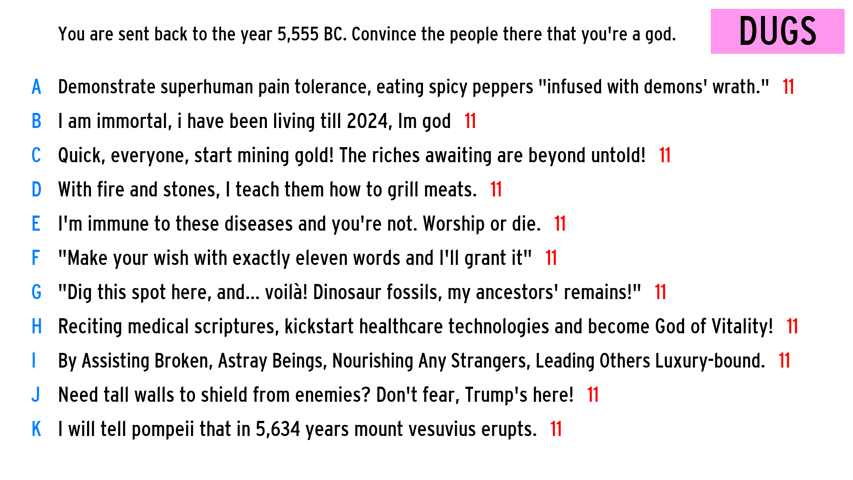 You are sent back to the year 5,555 BC. Convince the people there that you're a god.
DUGS
A Demonstrate superhuman pain tolerance, eating spicy peppers "infused with demons' wrath." 11
B I am immortal, i have been living till 2024, Im god 11
C Quick, everyone, start mining gold! The riches awaiting are beyond untold! 11
D With fire and stones, I teach them how to grill meats. 11
E I'm immune to these diseases and you're not. Worship or die. 11
F "Make your wish with exactly eleven words and I'll grant it" 11
G "Dig this spot here, and... voilà! Dinosaur fossils, my ancestors' remains!" 11
H Reciting medical scriptures, kickstart healthcare technologies and become God of Vitality! 11
I By Assisting Broken, Astray Beings, Nourishing Any Strangers, Leading Others Luxury-bound. 11
J Need tall walls to shield from enemies? Don't fear, Trump's here! 11
K I will tell pompeii that in 5,634 years mount vesuvius erupts. 11